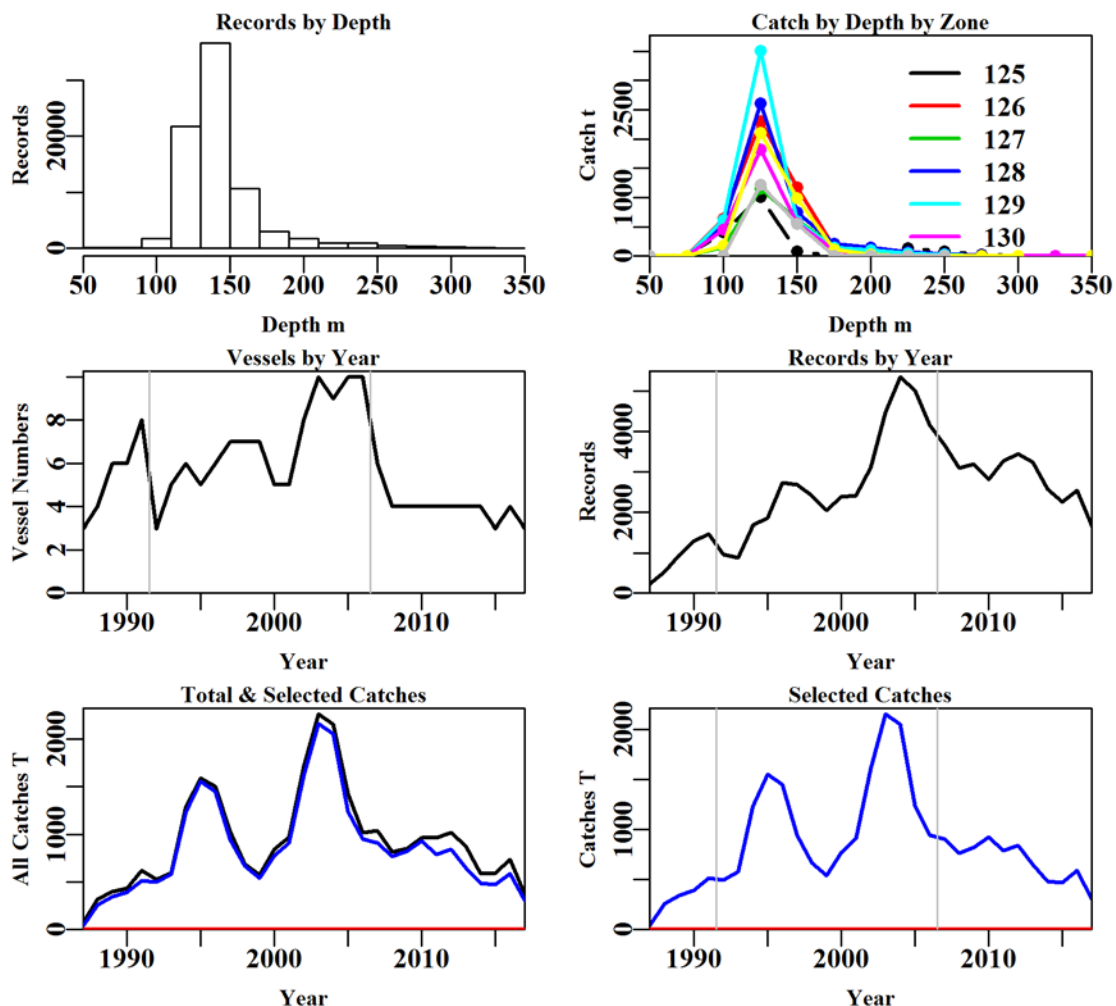 Records by Depth
Records
0
20000
50 100 150 200 250 300 350
Depth m
Catch by Depth by Zone
Catch t
0
1000
2500
125
126
127
128
129
130
50 100 150 200 250 300 350
Depth m
Vessels by Year
Vessel Numbers
0
2
4
6
8
1990 2000 2010
Year
Records by Year
Records
0
2000
4000
1990 2000 2010
Year
Total & Selected Catches
All Catches T
0
1000
2000
1990 2000 2010
Year
Selected Catches
Catches T
0
1000
2000
1990 2000 2010
Year